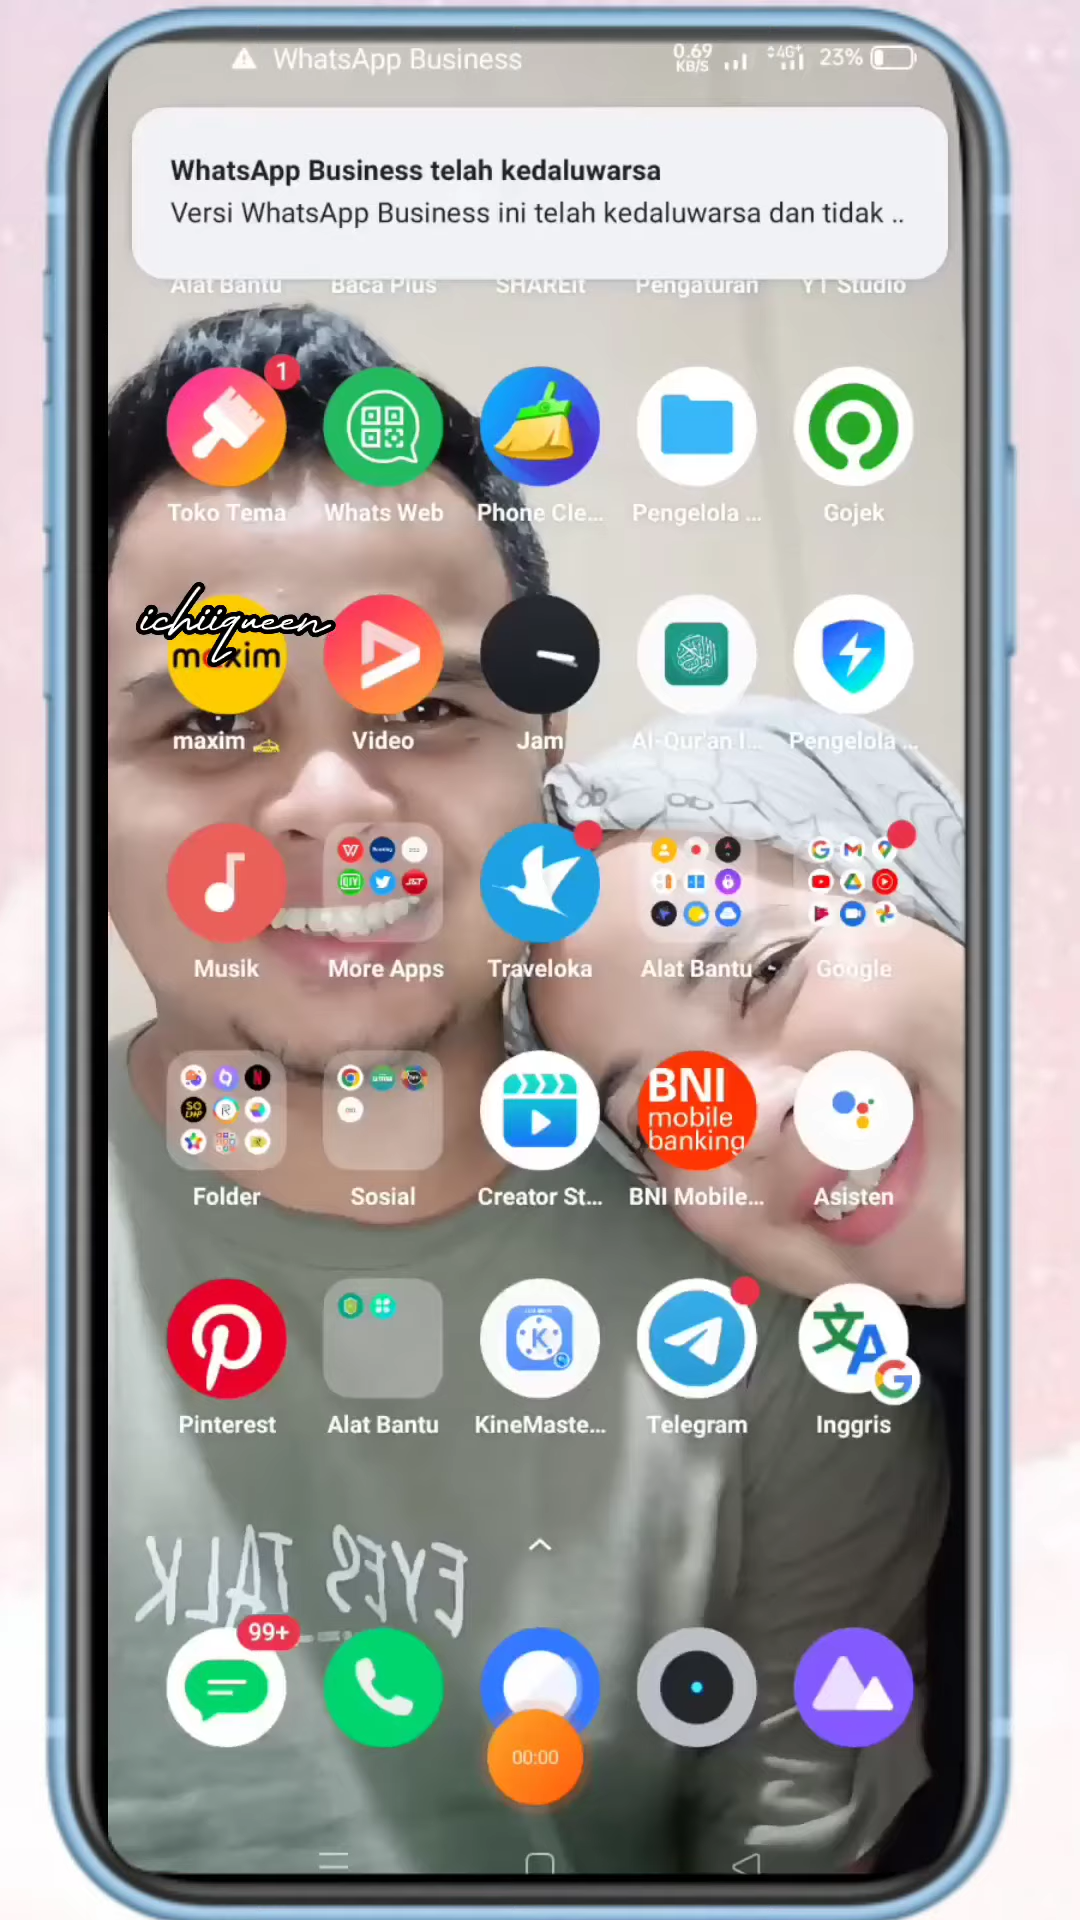 WhatsApp Business
0.69
KB/S
4G+
23%
WhatsApp Business telah kedaluwarsa
Versi WhatsApp Business ini telah kedaluwarsa dan tidak ..
Alat Bantu
Baca Plus
SHAREit
Pengaturan
YT Studio
1
Toko Tema
Whats Web
Phone Cle...
Pengelola ...
Gojek
ichiiqueen
maxim
maxim
Video
Jam
Al-Qur'an I...
Pengelola ...
Musik
More Apps
Traveloka
Alat Bantu
Google
BNI
mobile
banking
Folder
Sosial
Creator St...
BNI Mobile...
Asisten
Pinterest
Alat Bantu
KineMaste...
Telegram
Inggris
EYES TALK
99+
00:00